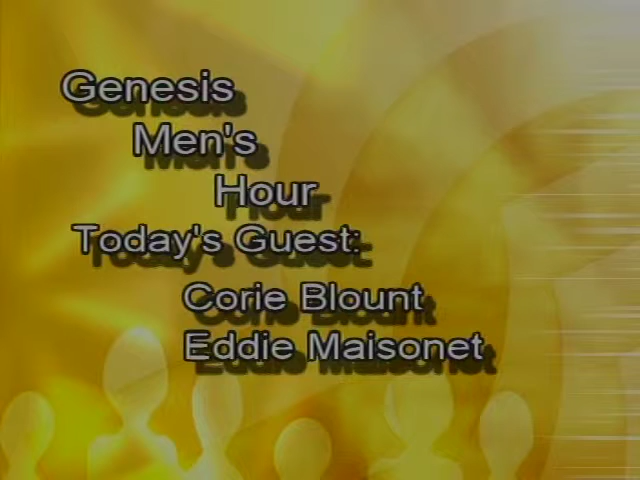 Genesis
Men's
Hour
Today's Guest:
Corie Blount
Eddie Maisonet